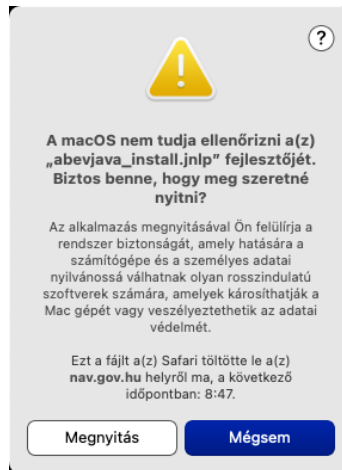 ?
A macOS nem tudja ellenőrizni a(z)
„abevjava_install.jnlp” fejlesztőjét.
Biztos benne, hogy meg szeretné
nyitni?
Az alkalmazás megnyitásával Ön felülírja a
rendszer biztonságát, amely hatására a
számítógépe és a személyes adatai
nyilvánossá válhatnak olyan rosszindulatú
szoftverek számára, amelyek károsíthatják a
Mac gépét vagy veszélyeztethetik az adatai
védelmét.
Ezt a fájlt a(z) Safari töltötte le a(z)
nav.gov.hu helyről ma, a következő
időpontban: 8:47.
Megnyitás
Mégsem